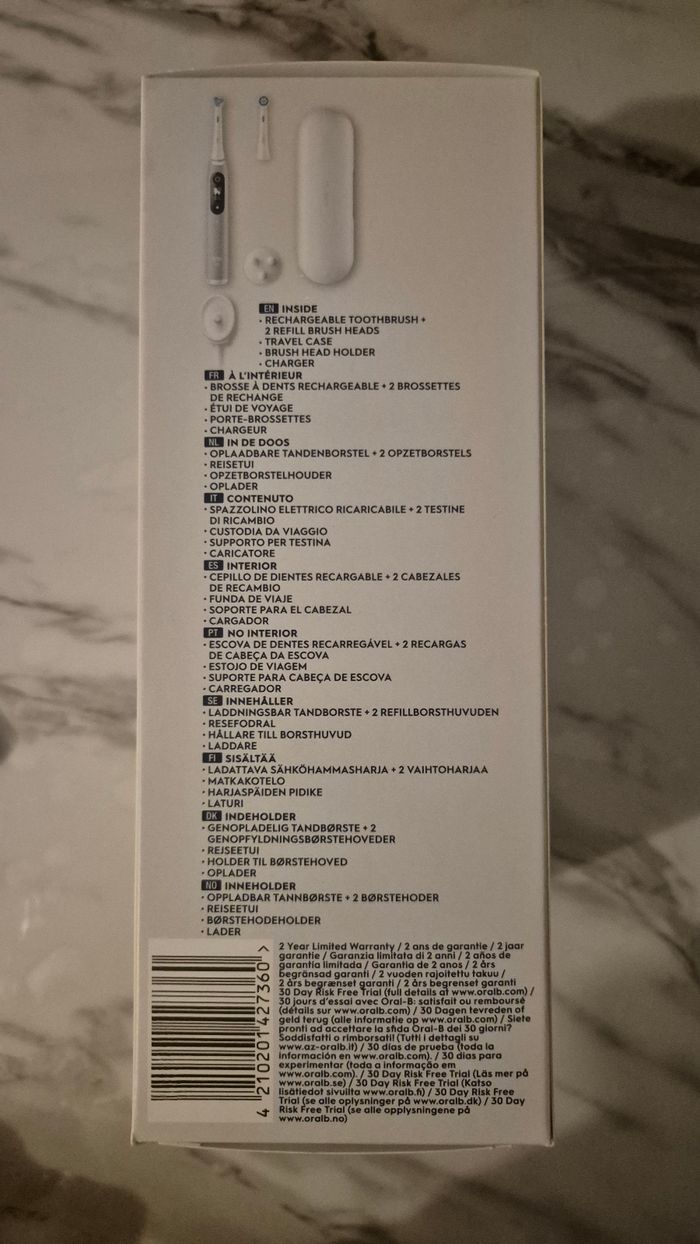 EN INSIDE
• RECHARGEABLE TOOTHBRUSH +
2 REFILL BRUSH HEADS
• TRAVEL CASE
• BRUSH HEAD HOLDER
• CHARGER
FR À L'INTÉRIEUR
• BROSSE À DENTS RECHARGEABLE + 2 BROSSETTES
DE RECHANGE
• ÉTUI DE VOYAGE
• PORTE-BROSSETTES
• CHARGEUR
NL IN DE DOOS
• OPLAADBARE TANDENBORSTEL + 2 OPZETBORSTELS
• REISETUI
• OPZETBORSTELHOUDER
• OPLADER
IT CONTENUTO
• SPAZZOLINO ELETTRICO RICARICABILE + 2 TESTINE
DI RICAMBIO
• CUSTODIA DA VIAGGIO
• SUPPORTO PER TESTINA
• CARICATORE
ES INTERIOR
• CEPILLO DE DIENTES RECARGABLE + 2 CABEZALES
DE RECAMBIO
• FUNDA DE VIAJE
• SOPORTE PARA EL CABEZAL
• CARGADOR
PT NO INTERIOR
• ESCOVA DE DENTES RECARREGÁVEL + 2 RECARGAS
DE CABEÇA DA ESCOVA
• ESTOJO DE VIAGEM
• SUPORTE PARA CABEÇA DE ESCOVA
• CARREGADOR
SE INNEHÅLLER
• LADDNINGSBAR TANDBORSTE + 2 REFILLBORSTHUVUDEN
• RESEFODRAL
• HÅLLARE TILL BORSTHUVUD
• LADDARE
FI SISÄLTÄÄ
• LADATTAVA SÄHKÖHAMMASHARJA + 2 VAIHTOHARJAA
• MATKAKOTELO
• HARJASPÄIDEN PIDIKE
• LATURI
DK INDEHOLDER
• GENOPLADELIG TANDBØRSTE + 2
GENOPFYLDNINGSBØRSTEHOVEDER
• REJSEETUI
• HOLDER TIL BØRSTEHOVED
• OPLADER
NO INNEHOLDER
• OPPLADBAR TANNBØRSTE + 2 BØRSTEHODER
• REISEETUI
• BØRSTEHODEHOLDER
• LADER
2 Year Limited Warranty / 2 ans de garantie / 2 jaar
garantie / Garanzia limitata di 2 anni / 2 años de
garantía limitada / Garantia de 2 anos / 2 års
begränsad garanti / 2 vuoden rajoitettu takuu /
2 års begrænset garanti / 2 års begrenset garanti
30 Day Risk Free Trial (full details at www.oralb.com) /
30 jours d'essai avec Oral-B: satisfait ou remboursé
(détails sur www.oralb.com) / 30 Dagen tevreden of
geld terug (alle informatie op www.oralb.com) / Siete
pronti ad accettare la sfida Oral-B dei 30 giorni?
Soddisfatti o rimborsati! (Tutti i dettagli su
www.az-oralb.it) / 30 días de prueba (toda la
información en www.oralb.com). / 30 dias para
experimentar (toda a informação em
www.oralb.com). / 30 Day Risk Free Trial (Läs mer på
www.oralb.se) / 30 Day Risk Free Trial (Katso
lisätiedot sivuilta www.oralb.fi) / 30 Day Risk Free
Trial (se alle oplysninger på www.oralb.dk) / 30 Day
Risk Free Trial (se alle opplysningene på
www.oralb.no)
4 210201 427360 >